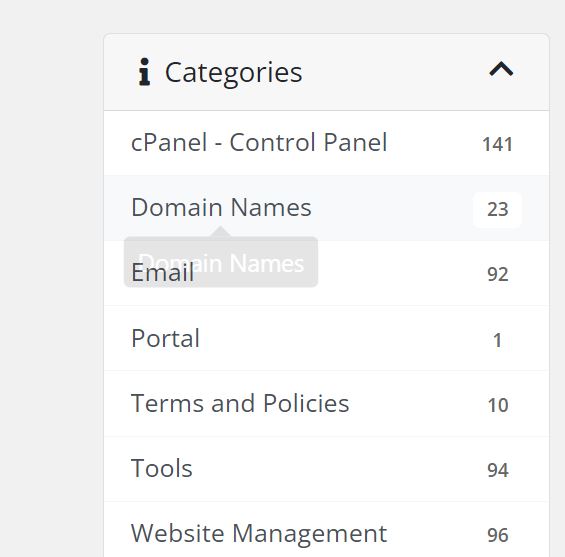 Categories
cPanel - Control Panel 141
Domain Names 23
Domain Names
Email 92
Portal 1
Terms and Policies 10
Tools 94
Website Management 96